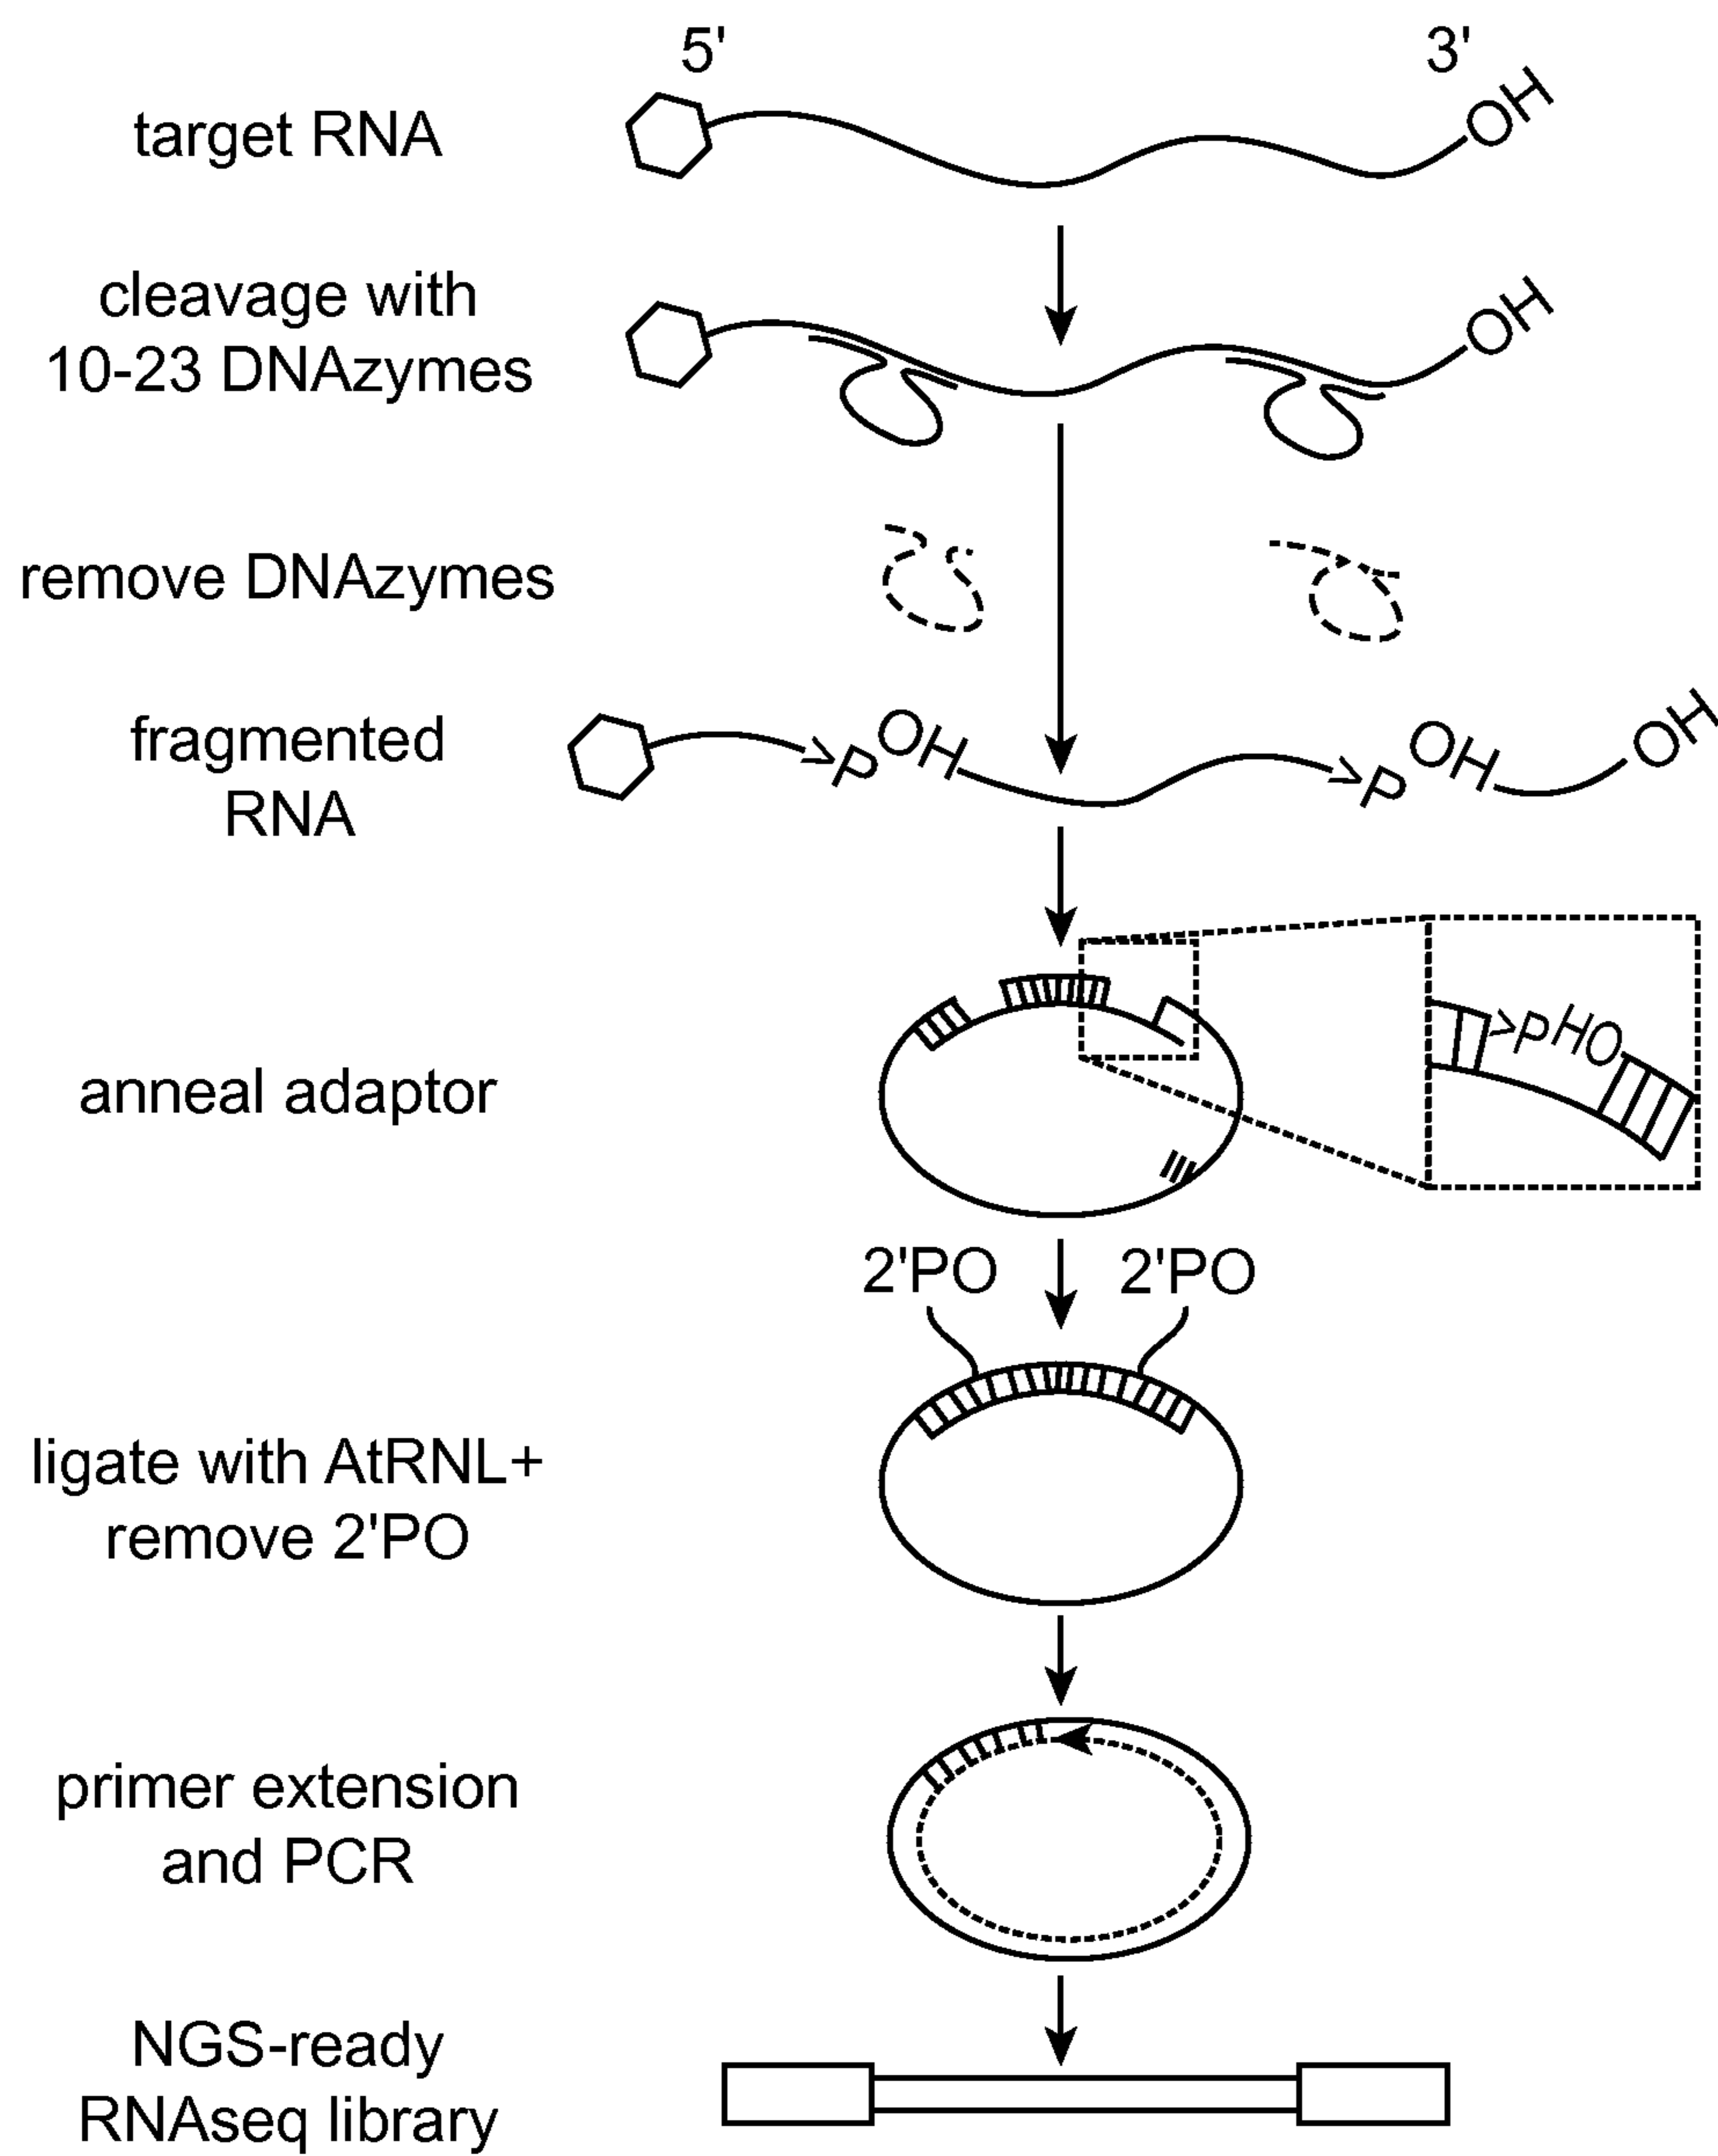 5' 3'
target RNA
OH
cleavage with
10-23 DNAzymes
OH
remove DNAzymes
fragmented
RNA
>P OH >P OH OH
anneal adaptor
>P HO
2'PO 2'PO
ligate with AtRNL+
remove 2'PO
primer extension
and PCR
NGS-ready
RNAseq library